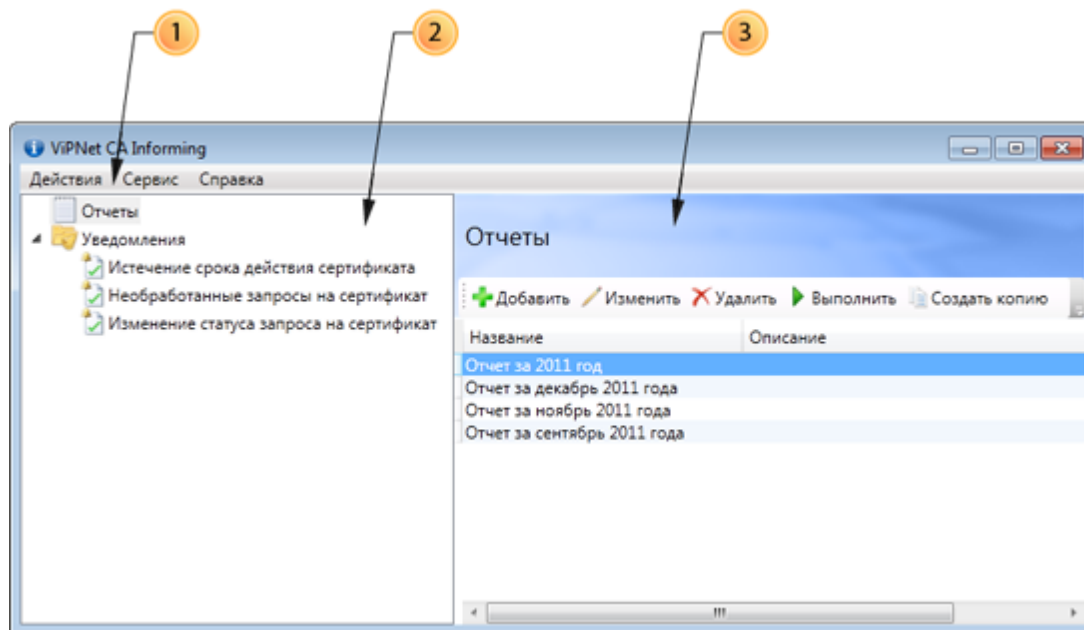 1 2 3
ViPNet CA Informing
Действия Сервис Справка
Отчеты
Уведомления
Истечение срока действия сертификата
Необработанные запросы на сертификат
Изменение статуса запроса на сертификат
Отчеты
Добавить Изменить Удалить Выполнить Создать копию
Название Описание
Отчет за 2011 год
Отчет за декабрь 2011 года
Отчет за ноябрь 2011 года
Отчет за сентябрь 2011 года